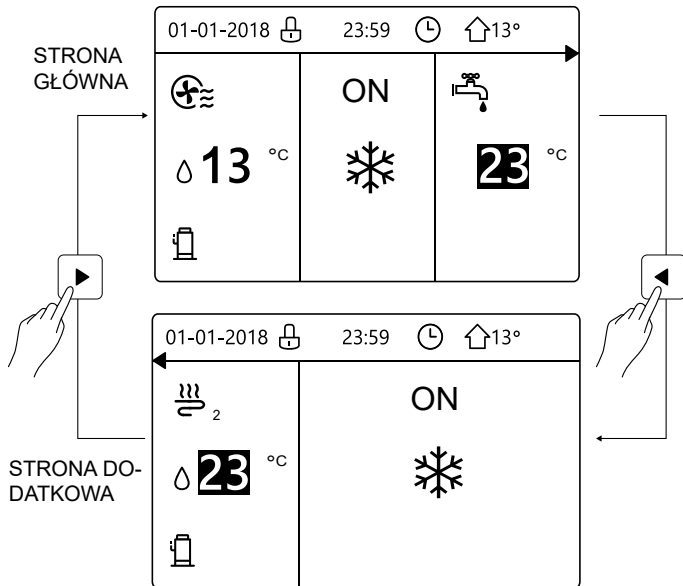 01-01-2018 23:59 13°
STRONA
GŁÓWNA
ON
13 °C
23 °C
01-01-2018 23:59 13°
2
ON
23 °C
STRONA DO-
DATKOWA